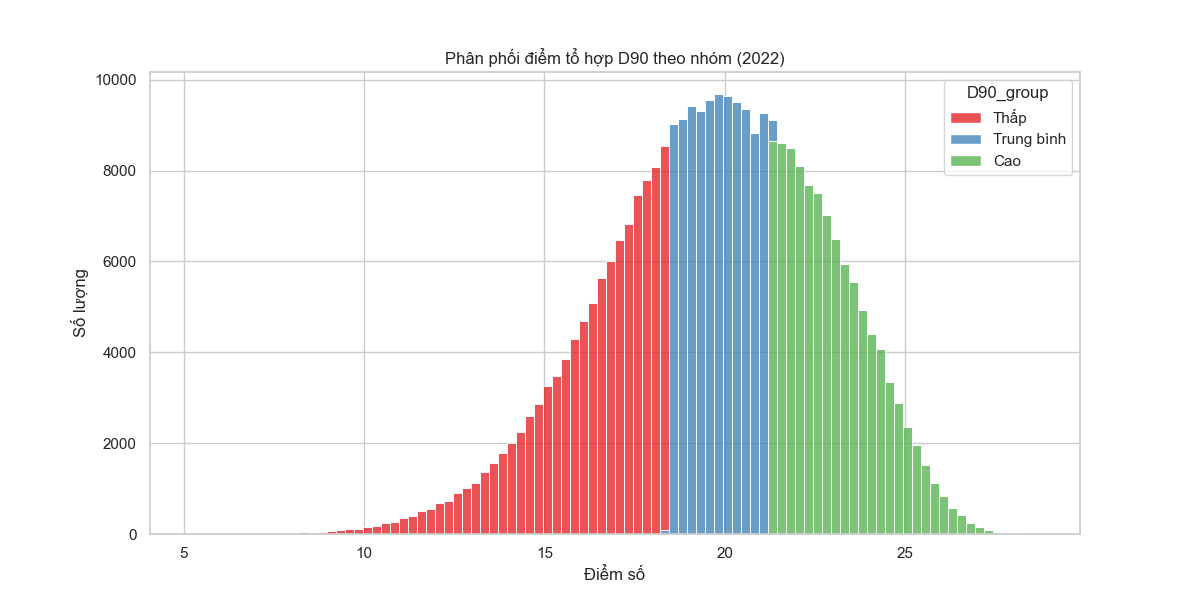 Phân phối điểm tổ hợp D90 theo nhóm (2022)
10000
8000
6000
4000
2000
0
Số lượng
5
10
15
20
25
Điểm số
D90_group
Thấp
Trung bình
Cao